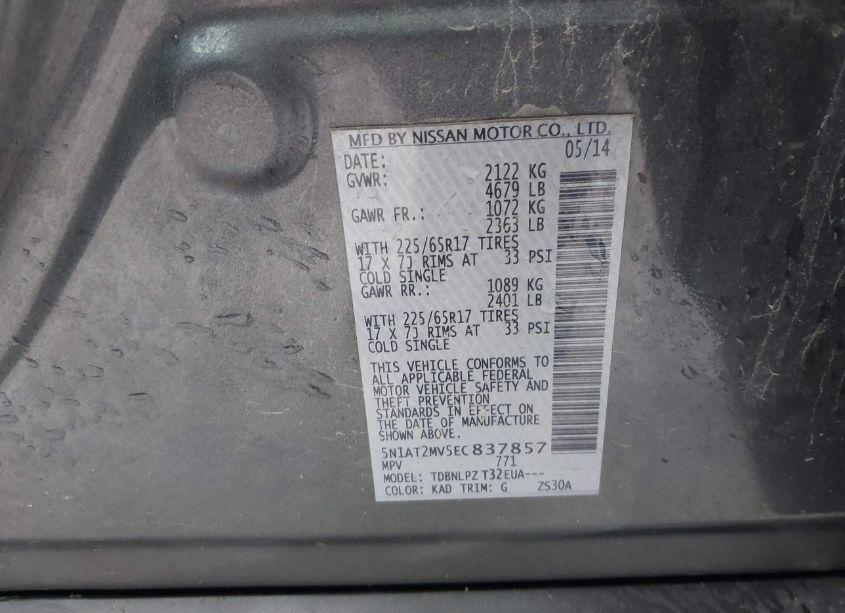 MFD BY NISSAN MOTOR CO., LTD.
DATE: 05/14
GVWR: 2122 KG
4679 LB
GAWR FR.: 1072 KG
2363 LB
WITH 225/65R17 TIRES
17 X 7J RIMS AT 33 PSI
COLD SINGLE
GAWR RR.: 1089 KG
2401 LB
WITH 225/65R17 TIRES
17 X 7J RIMS AT 33 PSI
COLD SINGLE
THIS VEHICLE CONFORMS TO
ALL APPLICABLE FEDERAL
MOTOR VEHICLE SAFETY AND
THEFT PREVENTION
STANDARDS IN EFFECT ON
THE DATE OF MANUFACTURE
SHOWN ABOVE.
5N1AT2MV5EC837857
MPV 771
MODEL: TDBNLPZ T32EUA---
COLOR: KAD TRIM: G ZS30A